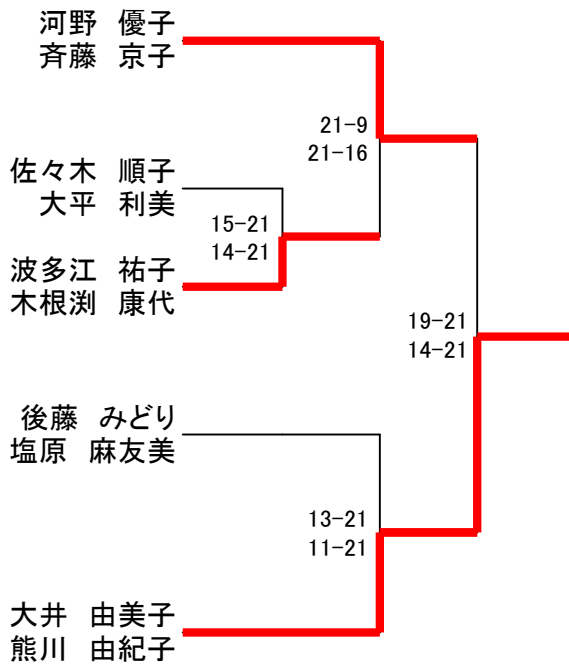 河野 優子
斉藤 京子
21-9
21-16
佐々木 順子
大平 利美
15-21
14-21
波多江 祐子
木根渕 康代
19-21
14-21
後藤 みどり
塩原 麻友美
13-21
11-21
大井 由美子
熊川 由紀子